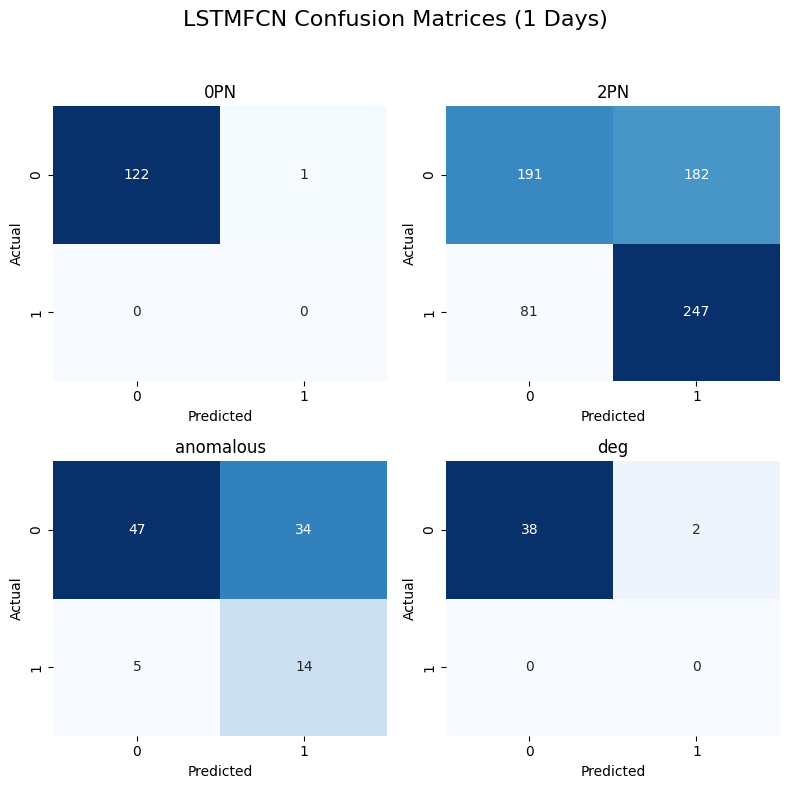 LSTMFCN Confusion Matrices (1 Days)
0PN
0
122
1
Actual
1
0
0
0
1
Predicted
2PN
0
191
182
Actual
1
81
247
0
1
Predicted
anomalous
0
47
34
Actual
1
5
14
0
1
Predicted
deg
0
38
2
Actual
1
0
0
0
1
Predicted